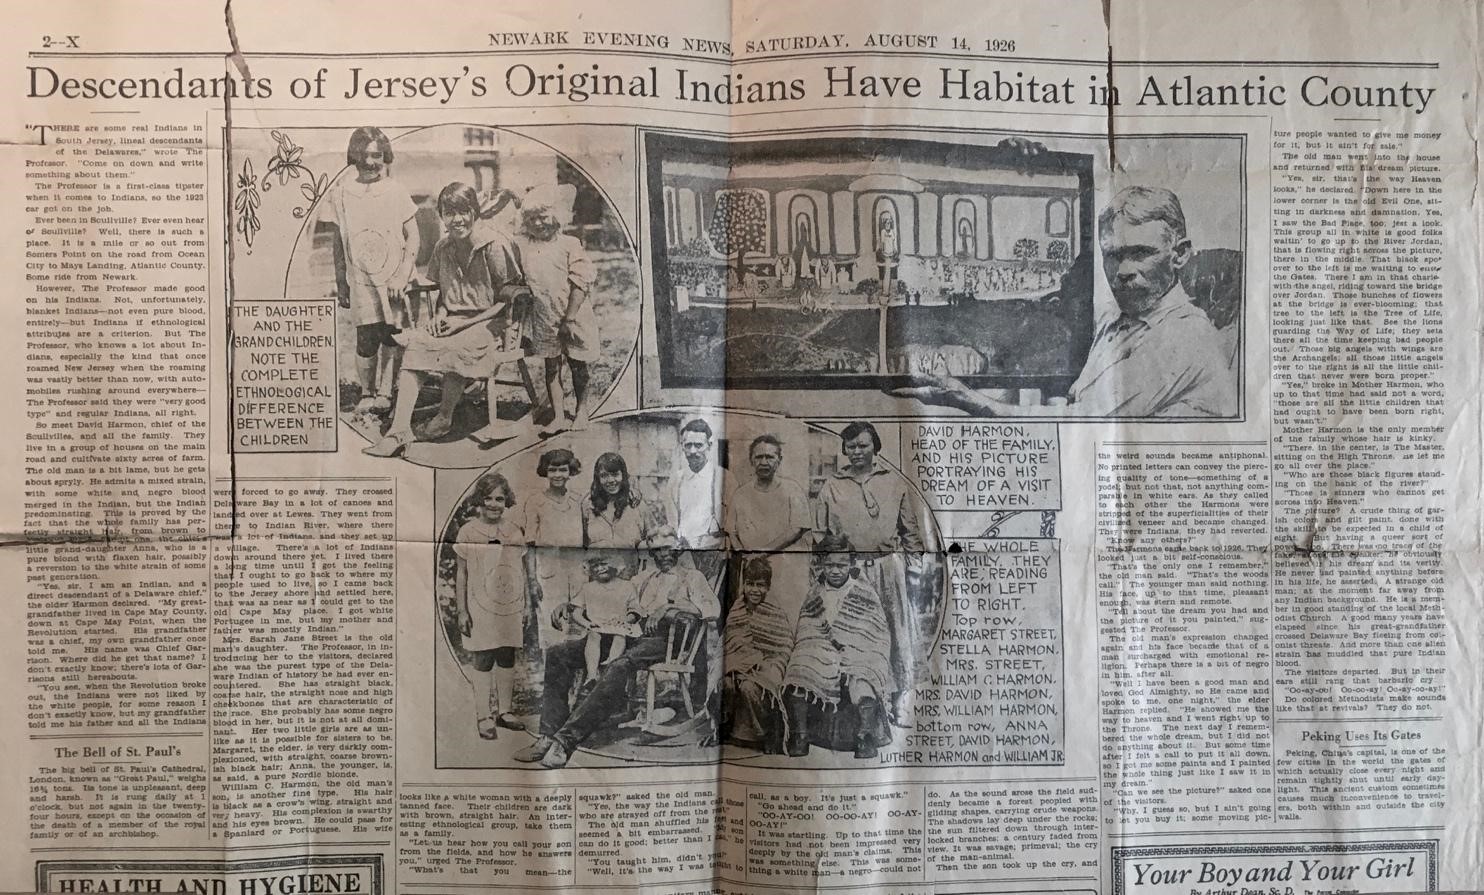 2--X
NEWARK EVENING NEWS, SATURDAY, AUGUST 14, 1926
Descendants of Jersey's Original Indians Have Habitat in Atlantic County
"THERE are some real Indians in
South Jersey, lineal descendants
of the Delawares," wrote The
Professor. "Come on down and write
something about them."
The Professor is a first-class tipster
when it comes to Indians, so the 1923
car got on the job.
Ever been in Scullville? Ever even hear
of Scullville? Well, there is such a
place. It is a mile or so out from
Somers Point on the road from Ocean
City to Mays Landing, Atlantic County.
Some ride from Newark.
However, The Professor made good
on his Indians. Not, unfortunately,
blanket Indians—not even pure blood,
entirely—but Indians if ethnological
attributes are a criterion. But The
Professor, who knows a lot about In-
dians, especially the kind that once
roamed New Jersey when the roaming
was vastly better than now, with auto-
mobiles rushing around everywhere—
The Professor said they were "very good
type" and regular Indians, all right.
So meet David Harmon, chief of the
Scullvilles, and all the family. They
live in a group of houses on the main
road and cultivate sixty acres of farm.
The old man is a bit lame, but he gets
about spryly. He admits a mixed strain,
with some white and negro blood
merged in the Indian, but the Indian
predominating. This is proved by the
fact that the whole family has per-
fectly straight hair from brown to
little grand-daughter Anna, who is a
pure blond with flaxen hair, possibly
a reversion to the white strain of some
past generation.
"Yes, sir, I am an Indian, and a
direct descendant of a Delaware chief,"
the older Harmon declared. "My great-
grandfather lived in Cape May County,
down at Cape May Point, when the
Revolution started. His grandfather
was a chief, my own grandfather once
told me. His name was Chief Gar-
rison. Where did he get that name? I
don't exactly know; there's lots of Gar-
risons still hereabouts.
"You see, when the Revolution broke
out, the Indians were not liked by
the white people, for some reason I
don't exactly know, but my grandfather
told me his father and all the Indians
The Bell of St. Paul's
The big bell of St. Paul's Cathedral,
London, known as "Great Paul," weighs
16¾ tons. Its tone is unpleasant, deep
and harsh. It is rung daily at 1
o'clock, but not again in the twenty-
four hours, except on the occasion of
the death of a member of the royal
family or of an archbishop.
HEALTH AND HYGIENE
THE DAUGHTER
AND THE
GRANDCHILDREN.
NOTE THE
COMPLETE
ETHNOLOGICAL
DIFFERENCE
BETWEEN THE
CHILDREN
DAVID HARMON,
HEAD OF THE FAMILY,
AND HIS PICTURE
PORTRAYING HIS
DREAM OF A VISIT
TO HEAVEN.
THE WHOLE
FAMILY. THEY
ARE, READING
FROM LEFT
TO RIGHT.
Top row,
MARGARET STREET,
STELLA HARMON,
MRS. STREET,
WILLIAM C. HARMON,
MRS. DAVID HARMON,
MRS. WILLIAM HARMON,
bottom row, ANNA
STREET, DAVID HARMON,
LUTHER HARMON and WILLIAM JR.
were forced to go away. They crossed
Delaware Bay in a lot of canoes and
landed over at Lewes. They went from
there to Indian River, where there
was a lot of Indians, and they set up
a village. There's a lot of Indians
down around there yet. I lived there
a long time until I got the feeling
that I ought to go back to where my
people used to live, so I came back
to the Jersey shore and settled here,
that was as near as I could get to the
old Cape May place. I got white
Portugee in me, but my mother and
father was mostly Indian."
Mrs. Sarah Jane Street is the old
man's daughter. The Professor, in in-
troducing her to the visitors, declared
she was the purest type of the Dela-
ware Indian of history he had ever en-
countered. She has straight black,
coarse hair, the straight nose and high
cheekbones that are characteristic of
the race. She probably has some negro
blood in her, but it is not at all domi-
nant. Her two little girls are as un-
like as it is possible for sisters to be.
Margaret, the elder, is very darkly com-
plexioned, with straight, coarse brown-
ish black hair; Anna, the younger, is,
as said, a pure Nordic blonde.
William C. Harmon, the old man's
son, is another fine type. His hair
is black as a crow's wing, straight and
very heavy. His complexion is swarthy
and his eyes brown. He could pass for
a Spaniard or Portuguese. His wife
looks like a white woman with a deeply
tanned face. Their children are dark
with brown, straight hair. An inter-
esting ethnological group, take them
as a family.
"Let us hear how you call your son
from the fields, and how he answers
you," urged The Professor.
"What's that you mean—the
squawk?" asked the old man.
"Yes, the way the Indians call those
who are strayed off from the rest."
The old man shuffled his feet and
seemed a bit embarrassed. "My son
can do it good; better than I can," he
demurred.
"You taught him, didn't you?"
"Well, it's the way I was taught to
call, as a boy. It's just a squawk."
"Go ahead and do it."
"OO-AY-OO! OO-OO-AY! OO-AY-
OO-AY!"
It was startling. Up to that time the
visitors had not been impressed very
deeply by the old man's claims. This
was something else. This was some-
thing a white man—a negro—could not
do. As the sounds arose the field sud-
denly became a forest peopled with
gliding shapes, carrying crude weapons.
The shadows lay deep under the rocks;
the sun filtered down through inter-
locked branches; a century faded from
view. It was savage; primeval; the cry
of the man-animal.
Then the son took up the cry, and
the weird sounds became antiphonal.
No printed letters can convey the pierc-
ing quality of tone—something of a
yodel; but not that, not anything com-
parable in white ears. As they called
to each other the Harmons were
stripped of the superficialities of their
civilized veneer and became changed.
They were Indians; they had reverted.
"Know any others?"
The Harmons came back to 1926. They
looked just a bit self-conscious.
"That's the only one I remember,"
the old man said. "That's the woods
call." The younger man said nothing.
His face, up to that time, pleasant
enough, was stern and remote.
"Tell about the dream you had and
the picture of it you painted," sug-
gested The Professor.
The old man's expression changed
again and his face became that of a
man surcharged with emotional re-
ligion. Perhaps there is a bit of negro
in him, after all.
"Well I have been a good man and
loved God Almighty, so He came and
spoke to me, one night," the elder
Harmon replied. "He showed me the
way to heaven and I went right up to
the Throne. The next day I remem-
bered the whole dream, but I did not
do anything about it. But some time
after I felt a call to put it all down,
so I got me some paints and I painted
the whole thing just like I saw it in
my dream."
"Can we see the picture?" asked one
of the visitors.
"Why, I guess so, but I ain't going
to let you buy it; some moving pic-
ture people wanted to give me money
for it, but it ain't for sale."
The old man went into the house
and returned with his dream picture.
"Yes, sir, that's the way Heaven
looks," he declared. "Down here in the
lower corner is the old Evil One, sit-
ting in darkness and damnation. Yes,
I saw the Bad Place, too; jest a look.
This group all in white is good folks
waitin' to go up to the River Jordan,
that is flowing right across the picture,
there in the middle. That black spot
over to the left is me waiting to enter
the Gates. There I am in that chario-
with the angel, riding toward the bridge
over Jordan. Those bunches of flowers
at the bridge is ever-blooming; that
tree to the left is the Tree of Life,
looking just like that. See the lions
guarding the Way of Life; they sets
there all the time keeping bad people
out. Those big angels with wings are
the Archangels; all those little angels
over to the right is all the little chil-
dren that never were born proper."
"Yes," broke in Mother Harmon, who
up to that time had said not a word,
"those are all the little children that
had ought to have been born right,
but wasn't."
Mother Harmon is the only member
of the family whose hair is kinky.
"There, in the center, is The Master,
sitting on the High Throne. He let me
go all over the place."
"Who are those black figures stand-
ing on the bank of the river?"
"Those is sinners who cannot get
across into Heaven."
The picture? A crude thing of gar-
ish colors and gilt paint, done with
the skill to be expected in a child of
eight. But having a queer sort of
power, too. There was no trace of the
faker about the speaker; he obviously
believed in his dream and its verity.
He never had painted anything before
in his life, he asserted. A strange old
man; at the moment far away from
any Indian background. He is a mem-
ber in good standing of the local Meth-
odist Church. A good many years have
elapsed since his great-grandfather
crossed Delaware Bay fleeing from col-
onist threats. And more than one alien
strain has muddled that pure Indian
blood.
The visitors departed. But in their
ears still rang that barbaric cry:
"Oo-ay-oo! Oo-oo-ay! Oo-ay-oo-ay!"
Do colored Metnodists make sounds
like that at revivals? They do not.
Peking Uses Its Gates
Peking, China's capital, is one of the
few cities in the world the gates of
which actually close every night and
remain tightly shut until early day-
light. This ancient custom sometimes
causes much inconvenience to travel-
ers, both within and outside the city
walls.
Your Boy and Your Girl
By Arthur Dean, Sc. D.